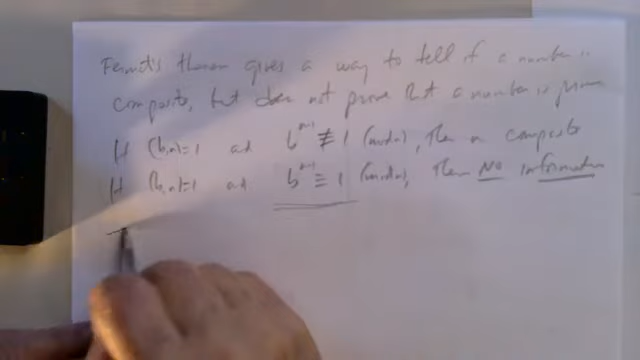 Fermat's Theorem gives a way to tell if a number is
composite, but does not prove that a number is prime
If (b,n)=1 and b^{n-1} ≢ 1 (mod n), Then n composite
If (b,n)=1 and b^{n-1} ≡ 1 (mod n), Then NO information